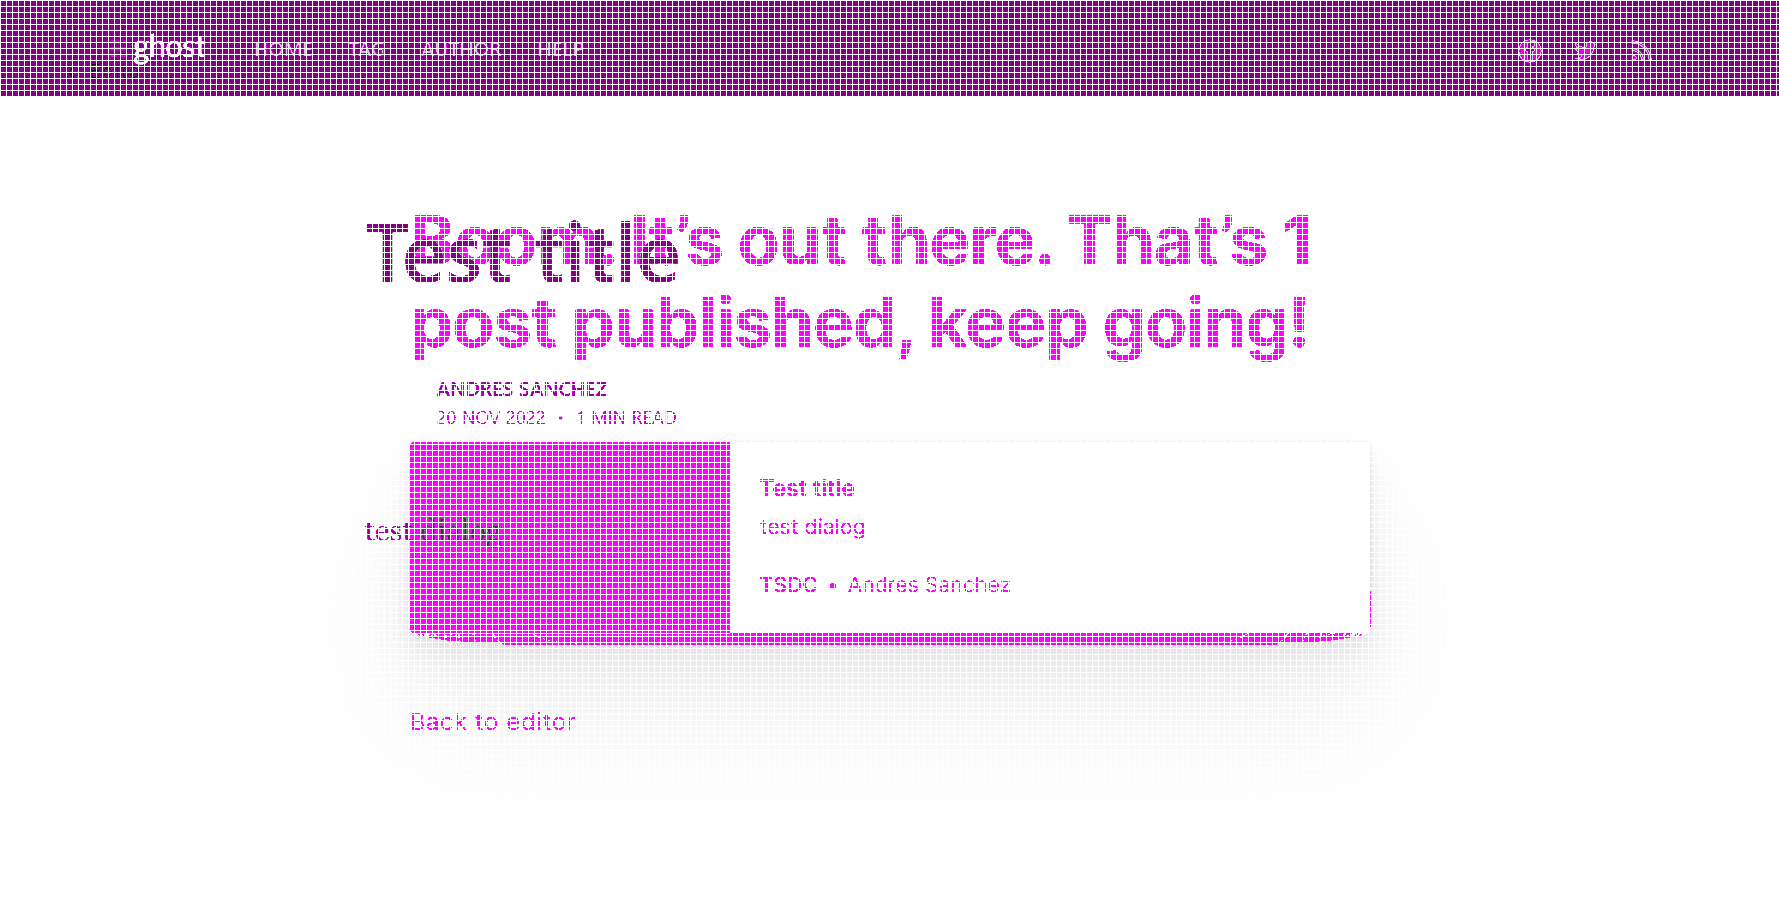 ghost HOME TAG AUTHOR HELP
Test title
Boom. It's out there. That's 1
post published, keep going!
ANDRES SANCHEZ
20 NOV 2022 • 1 MIN READ
Test title
test dialog
test dialog
TSDC • Andres Sanchez
Back to editor